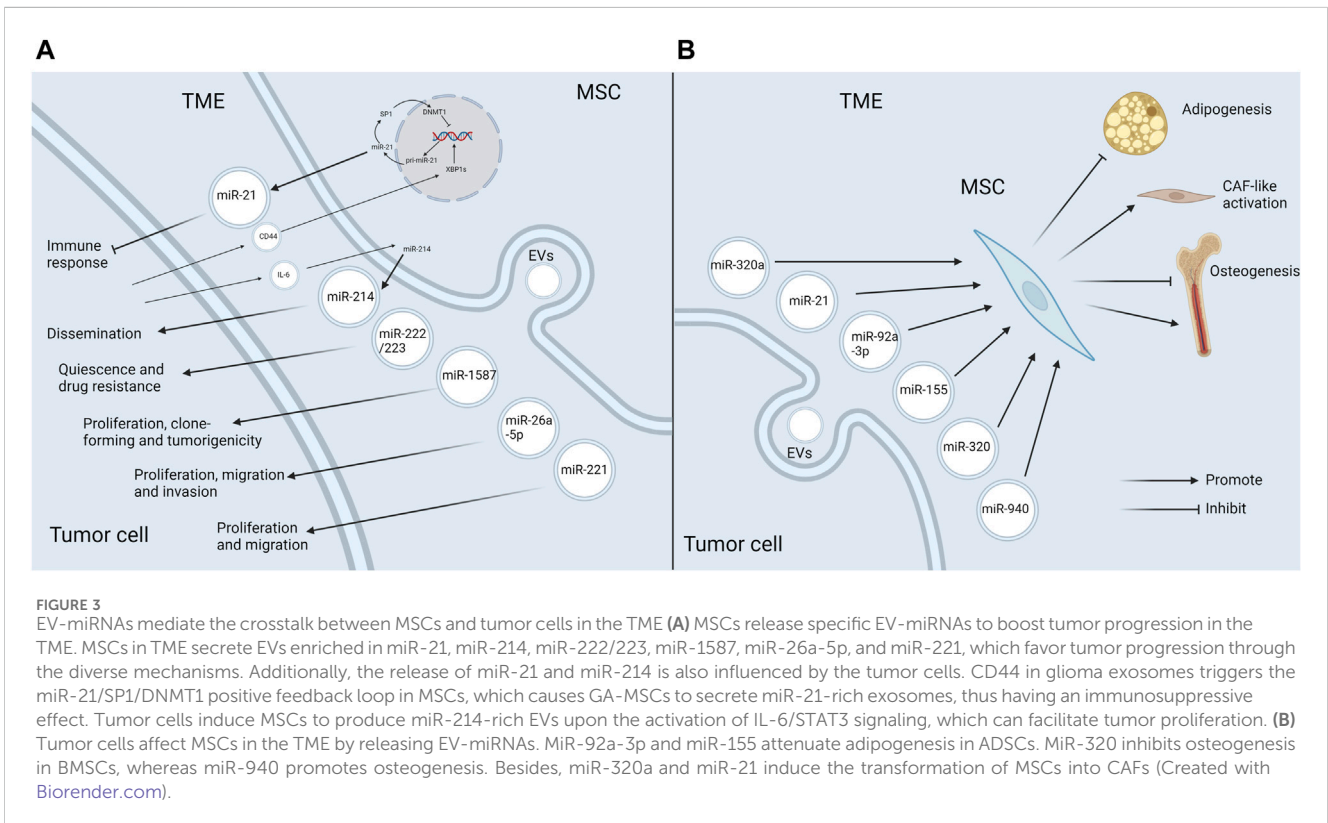 A
TME
MSC
SP1
DNMT1
miR-21
pri-miR-21
XBP1s
miR-21
CD44
Immune
response
IL-6
miR-214
EVs
miR-214
Dissemination
miR-222
/223
Quiescence and
drug resistance
miR-1587
Proliferation, clone-
forming and tumorigenicity
miR-26a
-5p
miR-221
Proliferation, migration
and invasion
Tumor cell
Proliferation
and migration
B
TME
MSC
Adipogenesis
CAF-like
activation
Osteogenesis
miR-320a
miR-21
miR-92a
-3p
miR-155
miR-320
miR-940
EVs
Tumor cell
Promote
Inhibit
FIGURE 3
EV-miRNAs mediate the crosstalk between MSCs and tumor cells in the TME (A) MSCs release specific EV-miRNAs to boost tumor progression in the
TME. MSCs in TME secrete EVs enriched in miR-21, miR-214, miR-222/223, miR-1587, miR-26a-5p, and miR-221, which favor tumor progression through
the diverse mechanisms. Additionally, the release of miR-21 and miR-214 is also influenced by the tumor cells. CD44 in glioma exosomes triggers the
miR-21/SP1/DNMT1 positive feedback loop in MSCs, which causes GA-MSCs to secrete miR-21-rich exosomes, thus having an immunosuppressive
effect. Tumor cells induce MSCs to produce miR-214-rich EVs upon the activation of IL-6/STAT3 signaling, which can facilitate tumor proliferation. (B)
Tumor cells affect MSCs in the TME by releasing EV-miRNAs. MiR-92a-3p and miR-155 attenuate adipogenesis in ADSCs. MiR-320 inhibits osteogenesis
in BMSCs, whereas miR-940 promotes osteogenesis. Besides, miR-320a and miR-21 induce the transformation of MSCs into CAFs (Created with
Biorender.com).